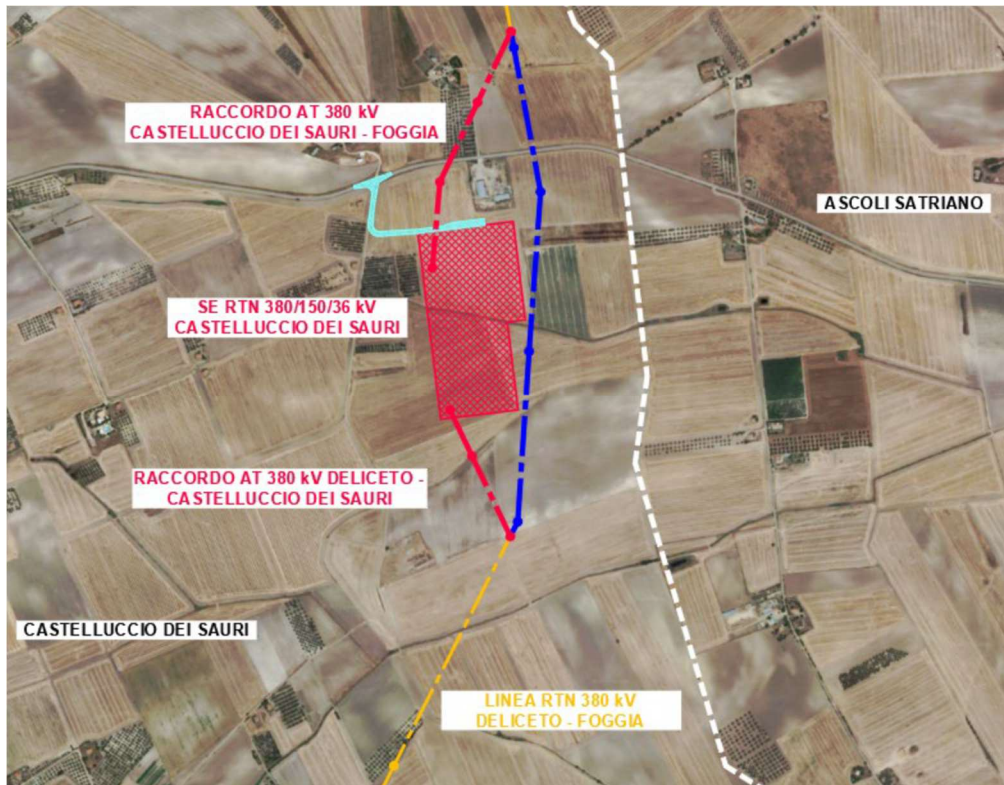 RACCORDO AT 380 kV
CASTELLUCCIO DEI SAURI - FOGGIA
ASCOLI SATRIANO
SE RTN 380/150/36 kV
CASTELLUCCIO DEI SAURI
RACCORDO AT 380 kV DELICETO -
CASTELLUCCIO DEI SAURI
CASTELLUCCIO DEI SAURI
LINEA RTN 380 kV
DELICETO - FOGGIA